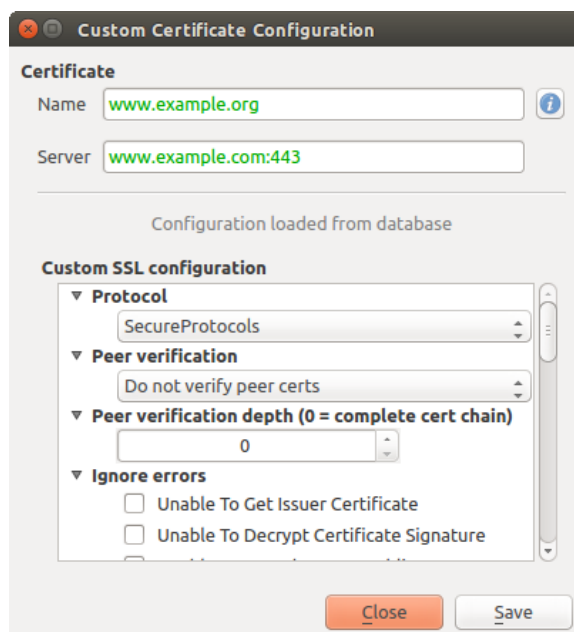 Custom Certificate Configuration
Certificate
Name www.example.org
Server www.example.com:443
Configuration loaded from database
Custom SSL configuration
Protocol
SecureProtocols
Peer verification
Do not verify peer certs
Peer verification depth (0 = complete cert chain)
0
Ignore errors
Unable To Get Issuer Certificate
Unable To Decrypt Certificate Signature
Close Save